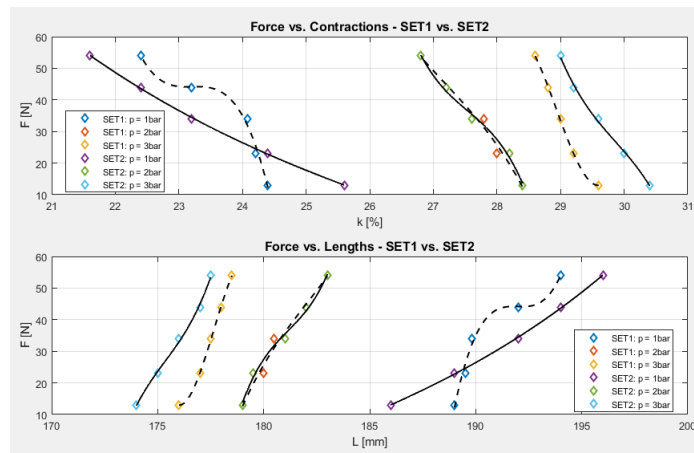 Force vs. Contractions - SET1 vs. SET2
60
50
40
30
20
10
F [N]
SET1: p = 1bar
SET1: p = 2bar
SET1: p = 3bar
SET2: p = 1bar
SET2: p = 2bar
SET2: p = 3bar
21 22 23 24 25 26 27 28 29 30 31
k [%]
Force vs. Lengths - SET1 vs. SET2
60
50
40
30
20
10
F [N]
SET1: p = 1bar
SET1: p = 2bar
SET1: p = 3bar
SET2: p = 1bar
SET2: p = 2bar
SET2: p = 3bar
170 175 180 185 190 195 200
L [mm]